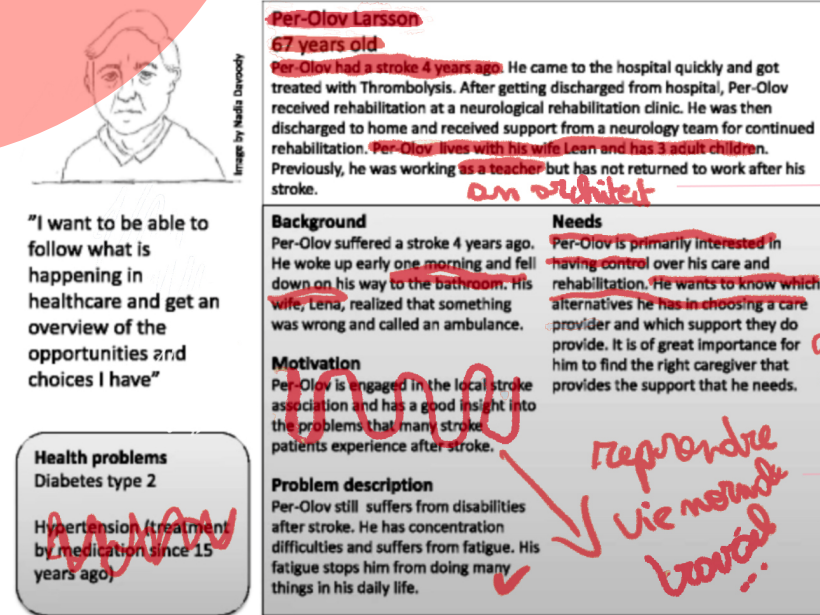 Per-Olov Larsson
67 years old
Per-Olov had a stroke 4 years ago. He came to the hospital quickly and got
treated with Thrombolysis. After getting discharged from hospital, Per-Olov
received rehabilitation at a neurological rehabilitation clinic. He was then
discharged to home and received support from a neurology team for continued
rehabilitation. Per-Olov lives with his wife Lean and has 3 adult children.
Previously, he was working as a teacher but has not returned to work after his
stroke.
an architect
Image by Nadia Davoody
"I want to be able to
follow what is
happening in
healthcare and get an
overview of the
opportunities and
choices I have"
Health problems
Diabetes type 2
Hypertension (treatment
by medication since 15
years ago)
Background
Per-Olov suffered a stroke 4 years ago.
He woke up early one morning and fell
down on his way to the bathroom. His
wife, Lena, realized that something
was wrong and called an ambulance.
Motivation
Per-Olov is engaged in the local stroke
association and has a good insight into
the problems that many stroke
patients experience after stroke.
Problem description
Per-Olov still suffers from disabilities
after stroke. He has concentration
difficulties and suffers from fatigue. His
fatigue stops him from doing many
things in his daily life.
Needs
Per-Olov is primarily interested in
having control over his care and
rehabilitation. He wants to know which
alternatives he has in choosing a care
provider and which support they do
provide. It is of great importance for
him to find the right caregiver that
provides the support that he needs.
reprendre
vie normale
travail
...